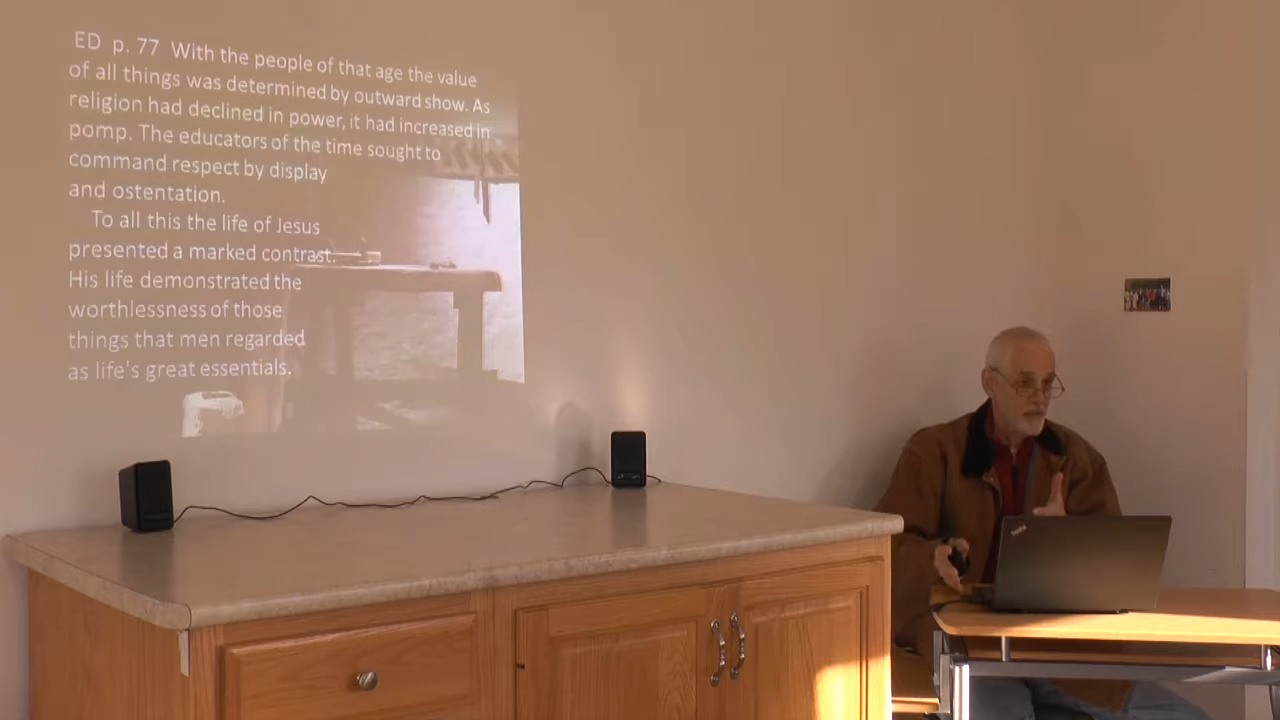 ED p. 77 With the people of that age the value
of all things was determined by outward show. As
religion had declined in power, it had increased in
pomp. The educators of the time sought to
command respect by display
and ostentation.
To all this the life of Jesus
presented a marked contrast.
His life demonstrated the
worthlessness of those
things that men regarded
as life's great essentials.
ThinkPad